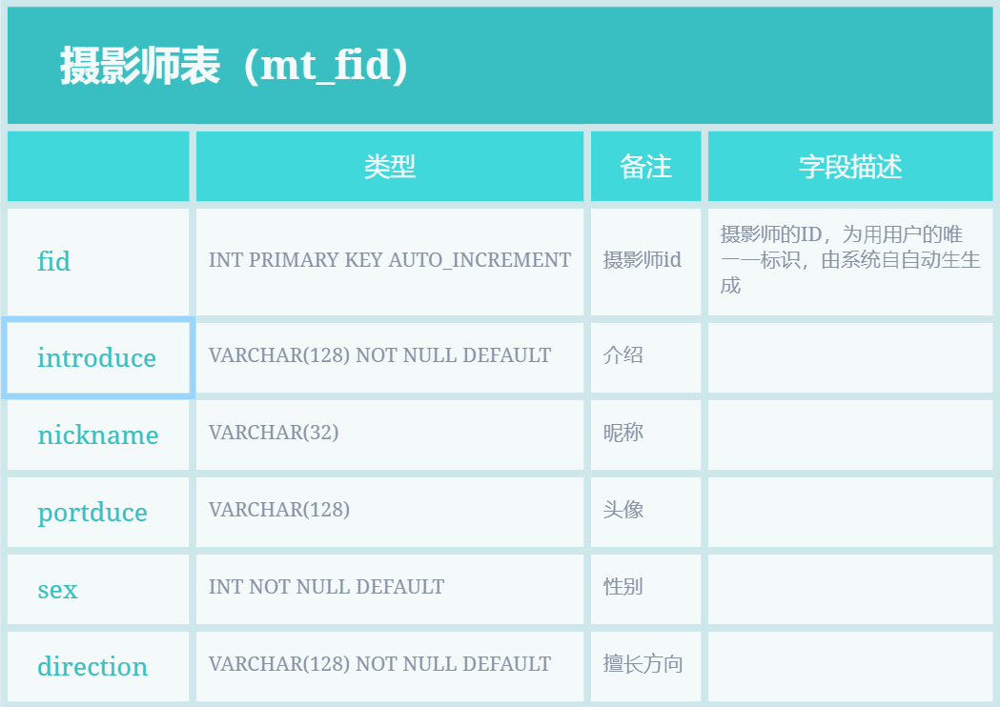 摄影师表（mt_fid）
类型 备注 字段描述
fid INT PRIMARY KEY AUTO_INCREMENT 摄影师id 摄影师的ID，为用用户的唯
一一标识，由系统自自动生生
成
introduce VARCHAR(128) NOT NULL DEFAULT 介绍
nickname VARCHAR(32) 昵称
portduce VARCHAR(128) 头像
sex INT NOT NULL DEFAULT 性别
direction VARCHAR(128) NOT NULL DEFAULT 擅长方向